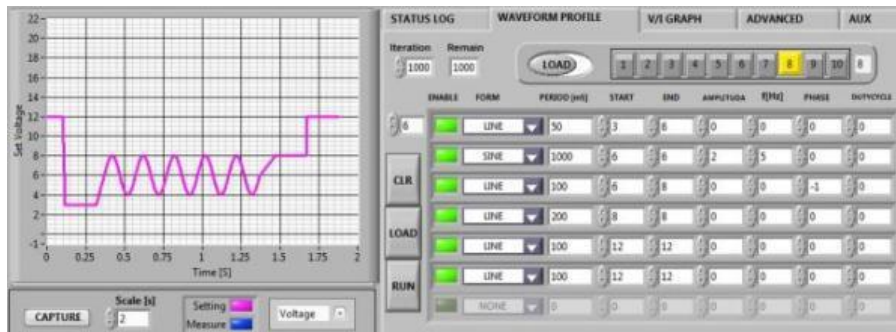 STATUS LOG WAVEFORM PROFILE V/I GRAPH ADVANCED AUX
Iteration Remain
1000 1000 LOAD 1 2 3 4 5 6 7 8 9 10 8
ENABLE FORM PERIOD [mS] START END AMPLITUDA f[Hz] PHASE DUTYCYCLE
6 LINE 50 3 6 0 0 0 0
SINE 1000 6 6 2 5 0 0
CLR LINE 100 6 8 0 0 -1 0
LINE 200 8 8 0 0 0 0
LOAD LINE 100 12 12 0 0 0 0
RUN LINE 100 12 12 0 0 0 0
NONE 0 0 0 0 0 0 0
22
20
18
16
14
12
10
8
6
4
2
-1
Set Voltage
0 0.25 0.5 0.75 1 1.25 1.5 1.75 2
Time [S]
CAPTURE Scale [s] 2 Setting Measure Voltage